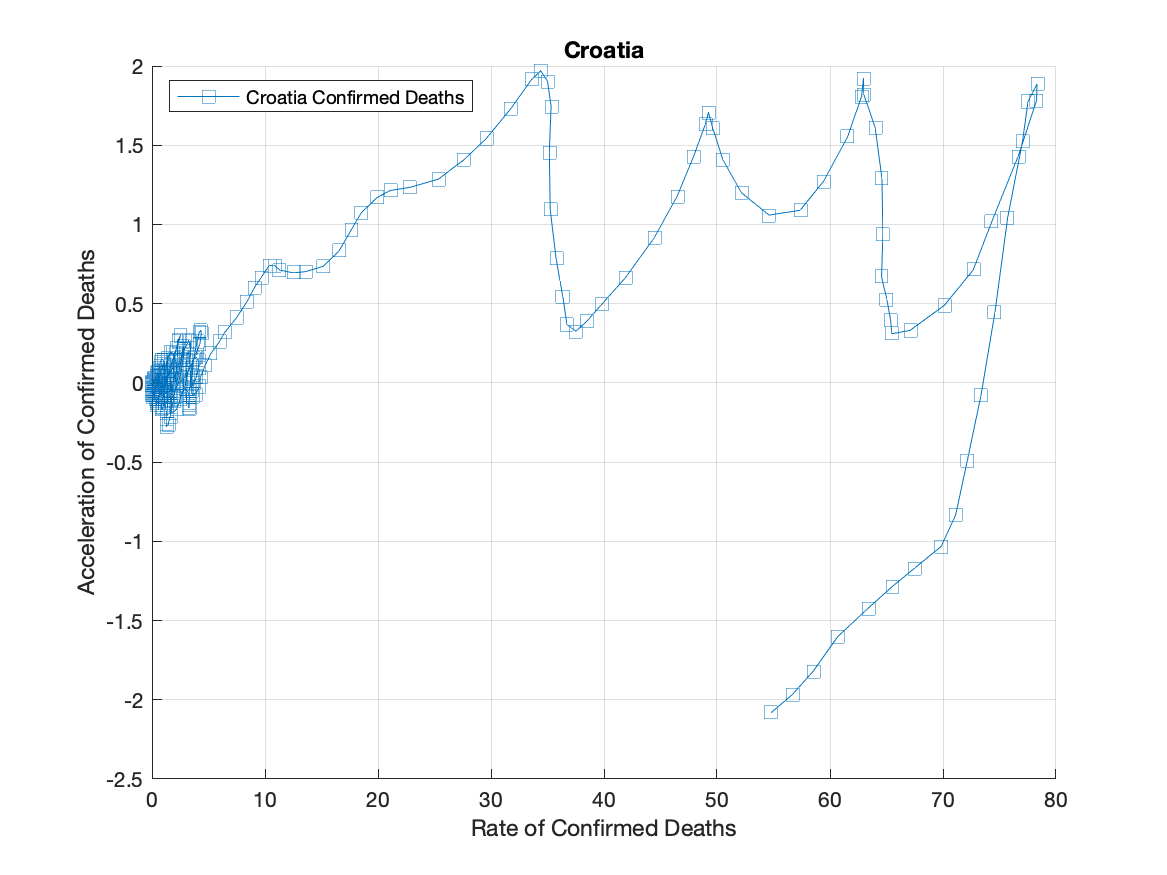 Croatia
Croatia Confirmed Deaths
2
1.5
1
0.5
0
-0.5
-1
-1.5
-2
-2.5
Acceleration of Confirmed Deaths
0 10 20 30 40 50 60 70 80
Rate of Confirmed Deaths